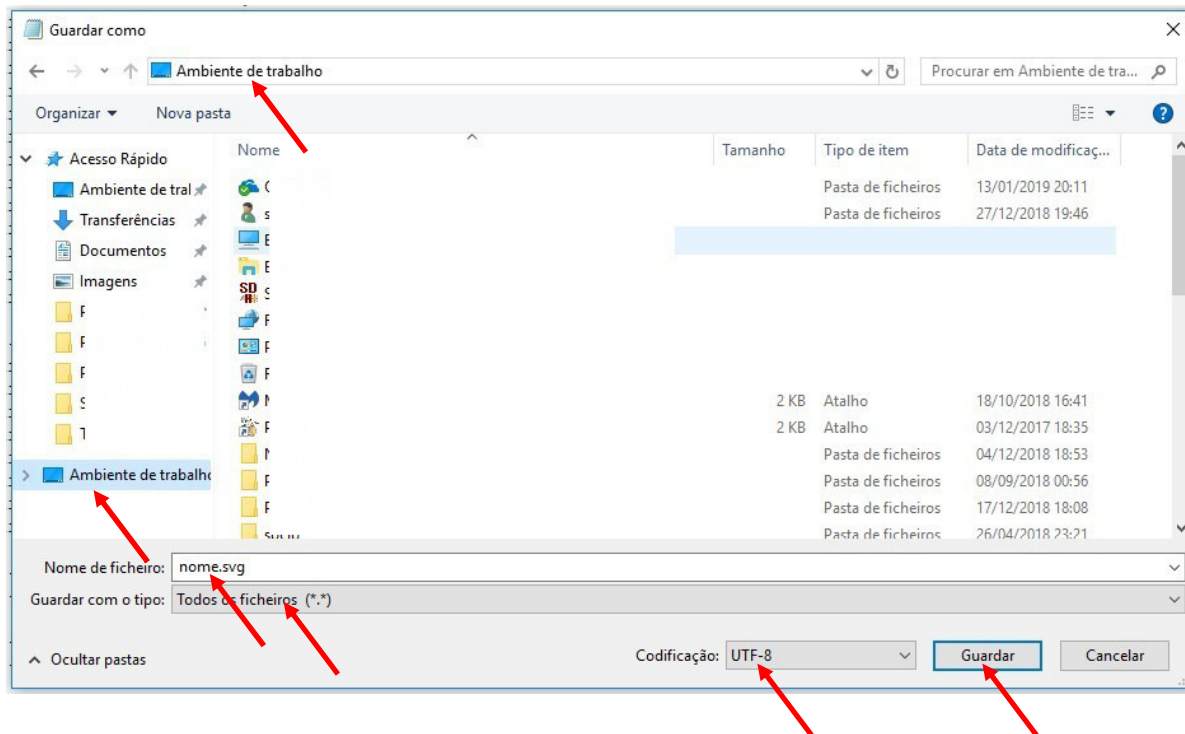 Guardar como
Ambiente de trabalho
Procurar em Ambiente de tra...
Organizar
Nova pasta
Nome
Tamanho
Tipo de item
Data de modificaç...
Acesso Rápido
Ambiente de tral
Transferências
Documentos
Imagens
Ambiente de trabalho
Pasta de ficheiros 13/01/2019 20:11
Pasta de ficheiros 27/12/2018 19:46
2 KB Atalho 18/10/2018 16:41
2 KB Atalho 03/12/2017 18:35
Pasta de ficheiros 04/12/2018 18:53
Pasta de ficheiros 08/09/2018 00:56
Pasta de ficheiros 17/12/2018 18:08
Pasta de ficheiros 26/04/2018 23:21
Nome de ficheiro: nome.svg
Guardar com o tipo: Todos os ficheiros (*.*)
Ocultar pastas
Codificação: UTF-8
Guardar
Cancelar